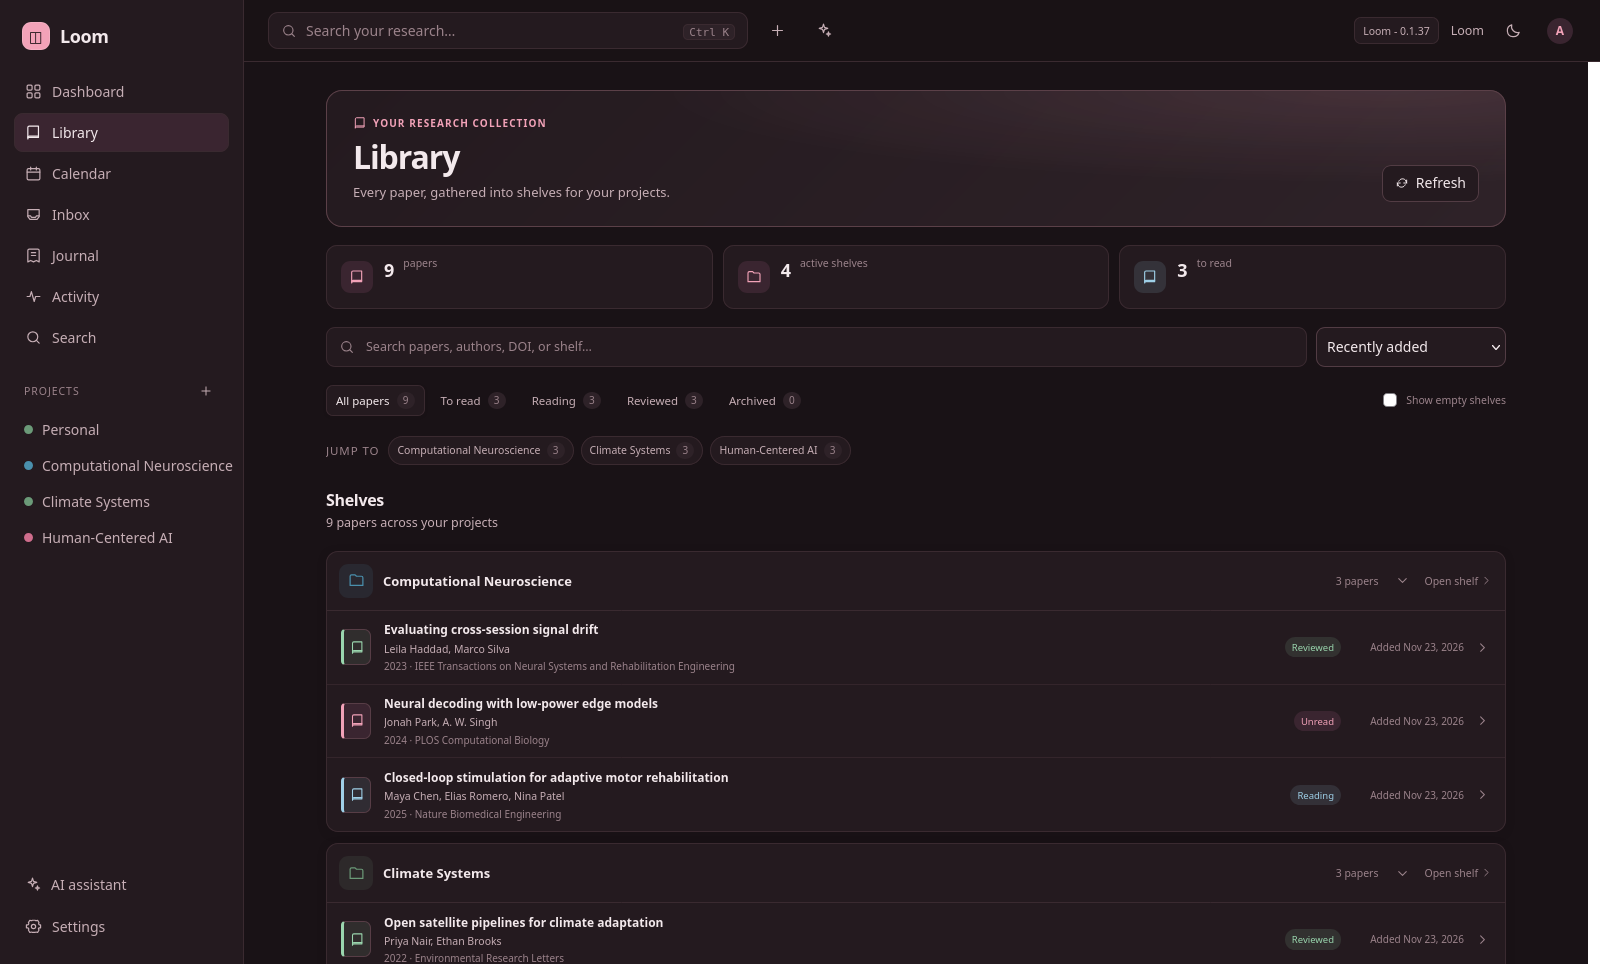 Loom
Search your research...
Ctrl K
Loom - 0.1.37
Loom
A
Dashboard
Library
Calendar
Inbox
Journal
Activity
Search
PROJECTS
Personal
Computational Neuroscience
Climate Systems
Human-Centered AI
AI assistant
Settings
YOUR RESEARCH COLLECTION
Library
Every paper, gathered into shelves for your projects.
Refresh
9 papers
4 active shelves
3 to read
Search papers, authors, DOI, or shelf...
Recently added
All papers 9
To read 3
Reading 3
Reviewed 3
Archived 0
Show empty shelves
JUMP TO
Computational Neuroscience 3
Climate Systems 3
Human-Centered AI 3
Shelves
9 papers across your projects
Computational Neuroscience
3 papers
Open shelf
Evaluating cross-session signal drift
Leila Haddad, Marco Silva
2023 · IEEE Transactions on Neural Systems and Rehabilitation Engineering
Reviewed
Added Nov 23, 2026
Neural decoding with low-power edge models
Jonah Park, A. W. Singh
2024 · PLOS Computational Biology
Unread
Added Nov 23, 2026
Closed-loop stimulation for adaptive motor rehabilitation
Maya Chen, Elias Romero, Nina Patel
2025 · Nature Biomedical Engineering
Reading
Added Nov 23, 2026
Climate Systems
3 papers
Open shelf
Open satellite pipelines for climate adaptation
Priya Nair, Ethan Brooks
2022 · Environmental Research Letters
Reviewed
Added Nov 23, 2026